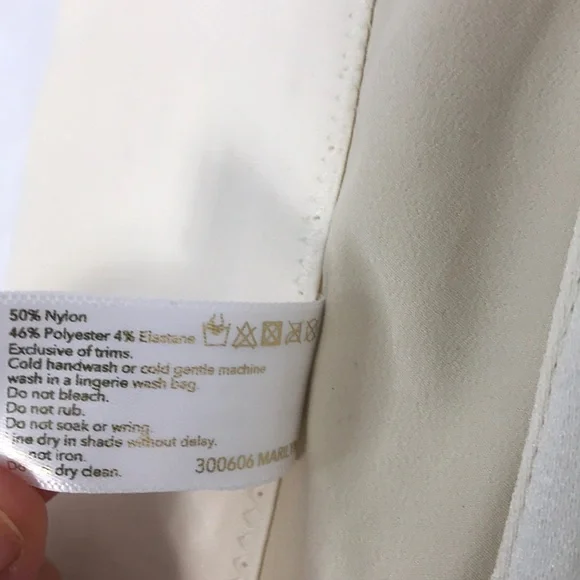 50% Nylon
46% Polyester 4% Elastane
Exclusive of trims.
Cold handwash or cold gentle machine
wash in a lingerie wash bag.
Do not bleach.
Do not rub.
Do not soak or wring.
Line dry in shade without delay.
not iron.
dry clean.
300606